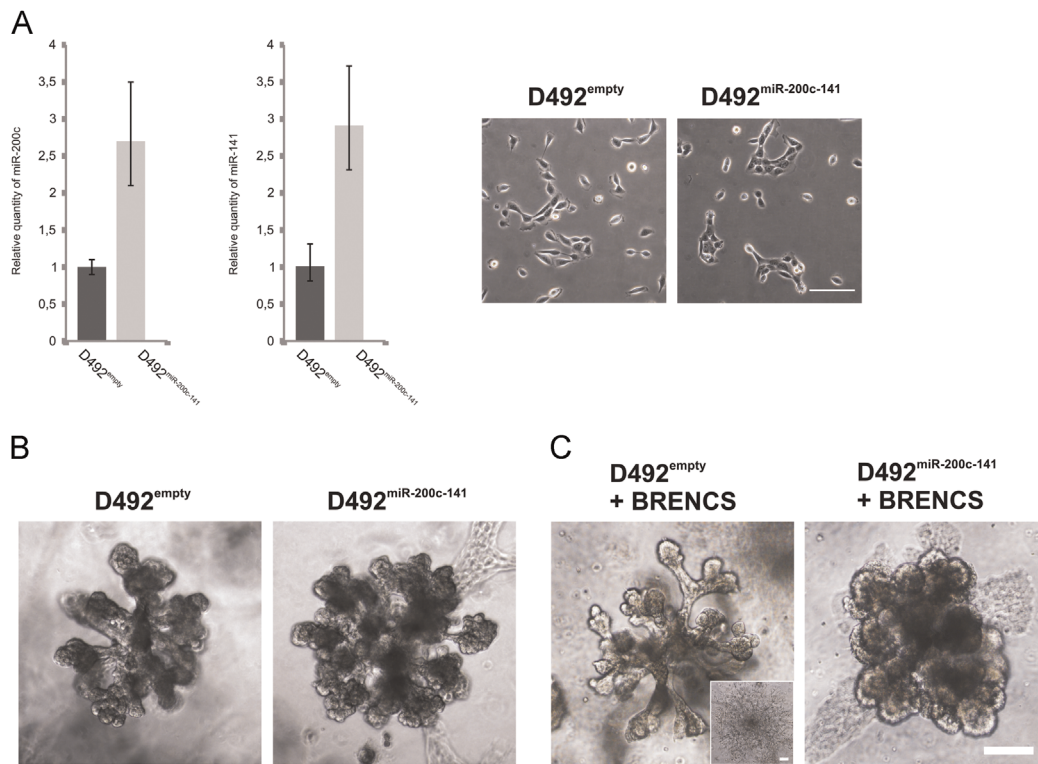 A
Relative quantity of miR-200c
4
3,5
3
2,5
2
1,5
1
0,5
0
D492empty
D492miR-200c-141
Relative quantity of miR-141
4
3,5
3
2,5
2
1,5
1
0,5
0
D492empty
D492miR-200c-141
D492empty
D492miR-200c-141
B
D492empty
D492miR-200c-141
C
D492empty
+ BRENCS
D492miR-200c-141
+ BRENCS